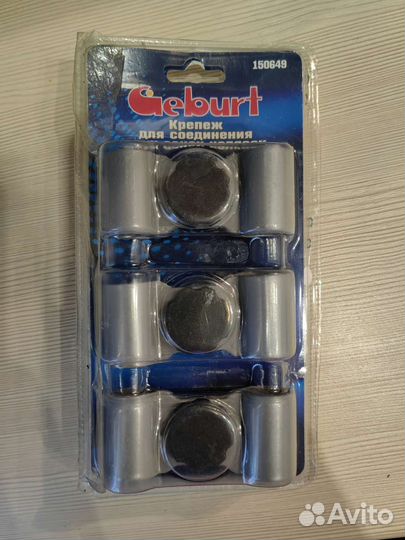 150649
Geburt
Крепеж
для соединения
Avito